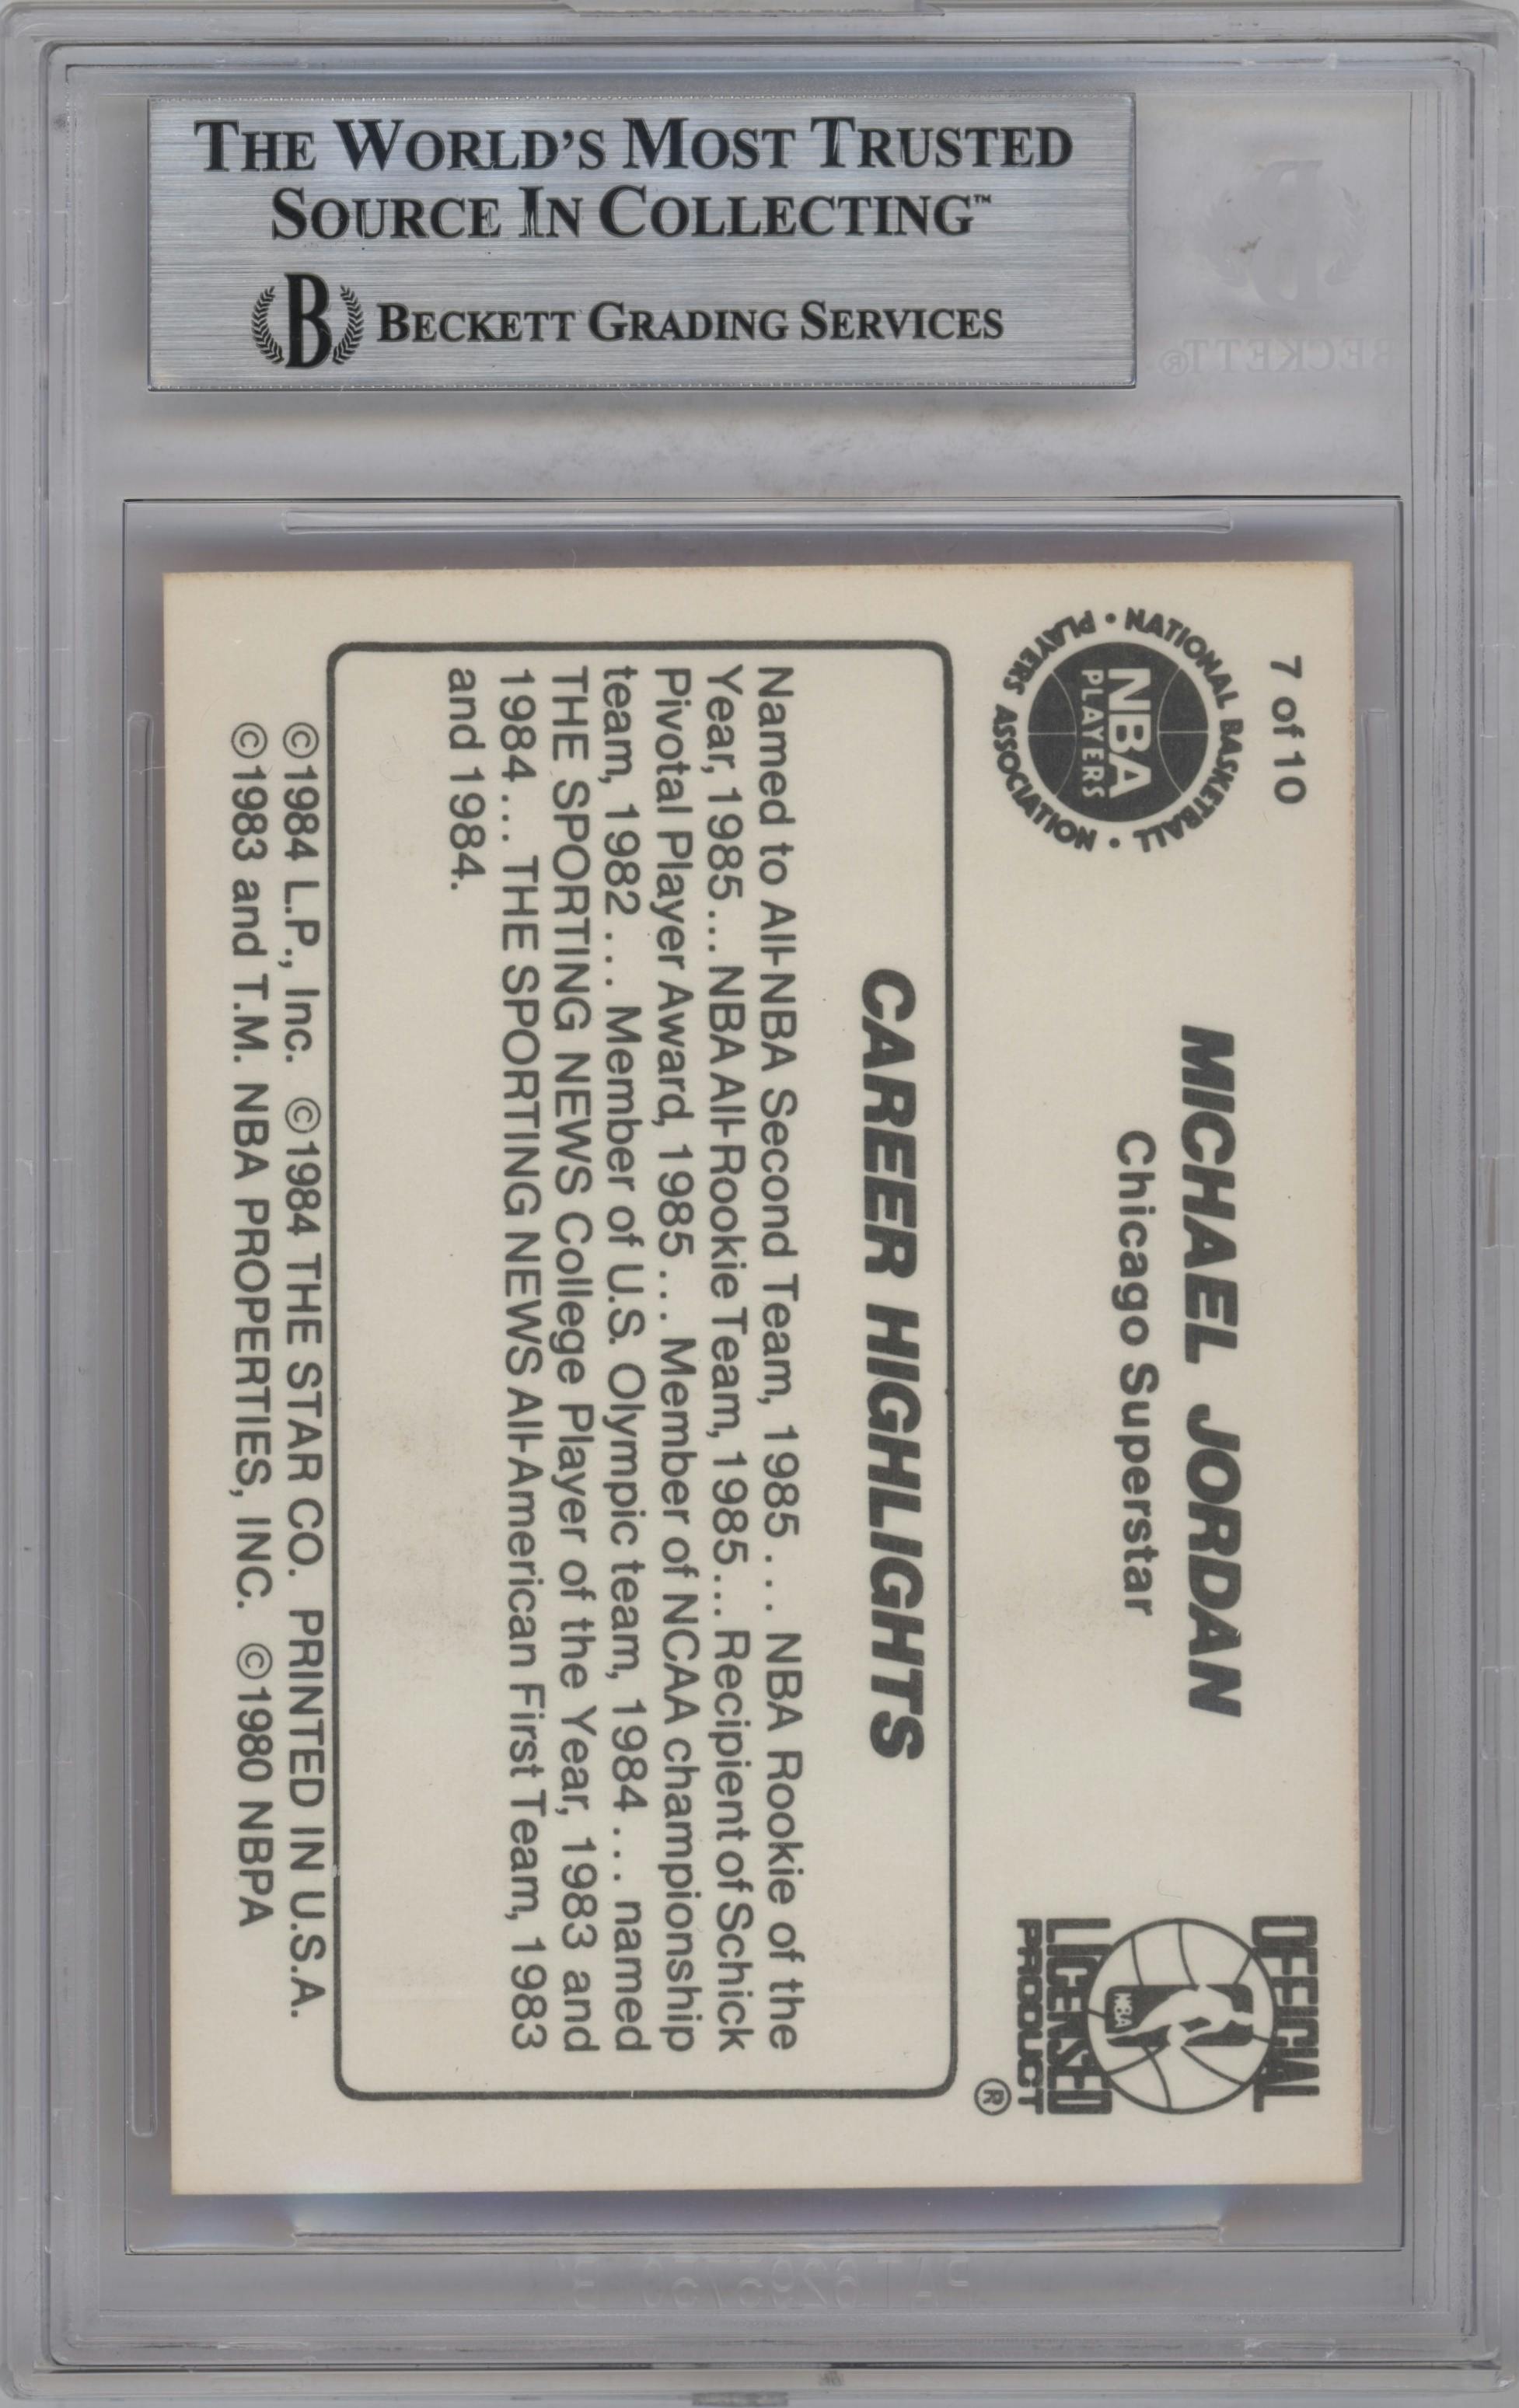 THE WORLD'S MOST TRUSTED
SOURCE IN COLLECTING™
B BECKETT GRADING SERVICES
BECKETT®
7 of 10
NATIONAL BASKETBALL PLAYERS ASSOCIATION
NBA
PLAYERS
MICHAEL JORDAN
Chicago Superstar
OFFICIAL
NBA
LICENSED
PRODUCT
®
CAREER HIGHLIGHTS
Named to All-NBA Second Team, 1985 . . . NBA Rookie of the
Year, 1985 . . . NBA All-Rookie Team, 1985 . . . Recipient of Schick
Pivotal Player Award, 1985 . . . Member of NCAA championship
team, 1982 . . . Member of U.S. Olympic team, 1984 . . . named
THE SPORTING NEWS College Player of the Year, 1983 and
1984 . . . THE SPORTING NEWS All-American First Team, 1983
and 1984.
©1984 L.P., Inc. ©1984 THE STAR CO. PRINTED IN U.S.A.
©1983 and T.M. NBA PROPERTIES, INC. ©1980 NBPA